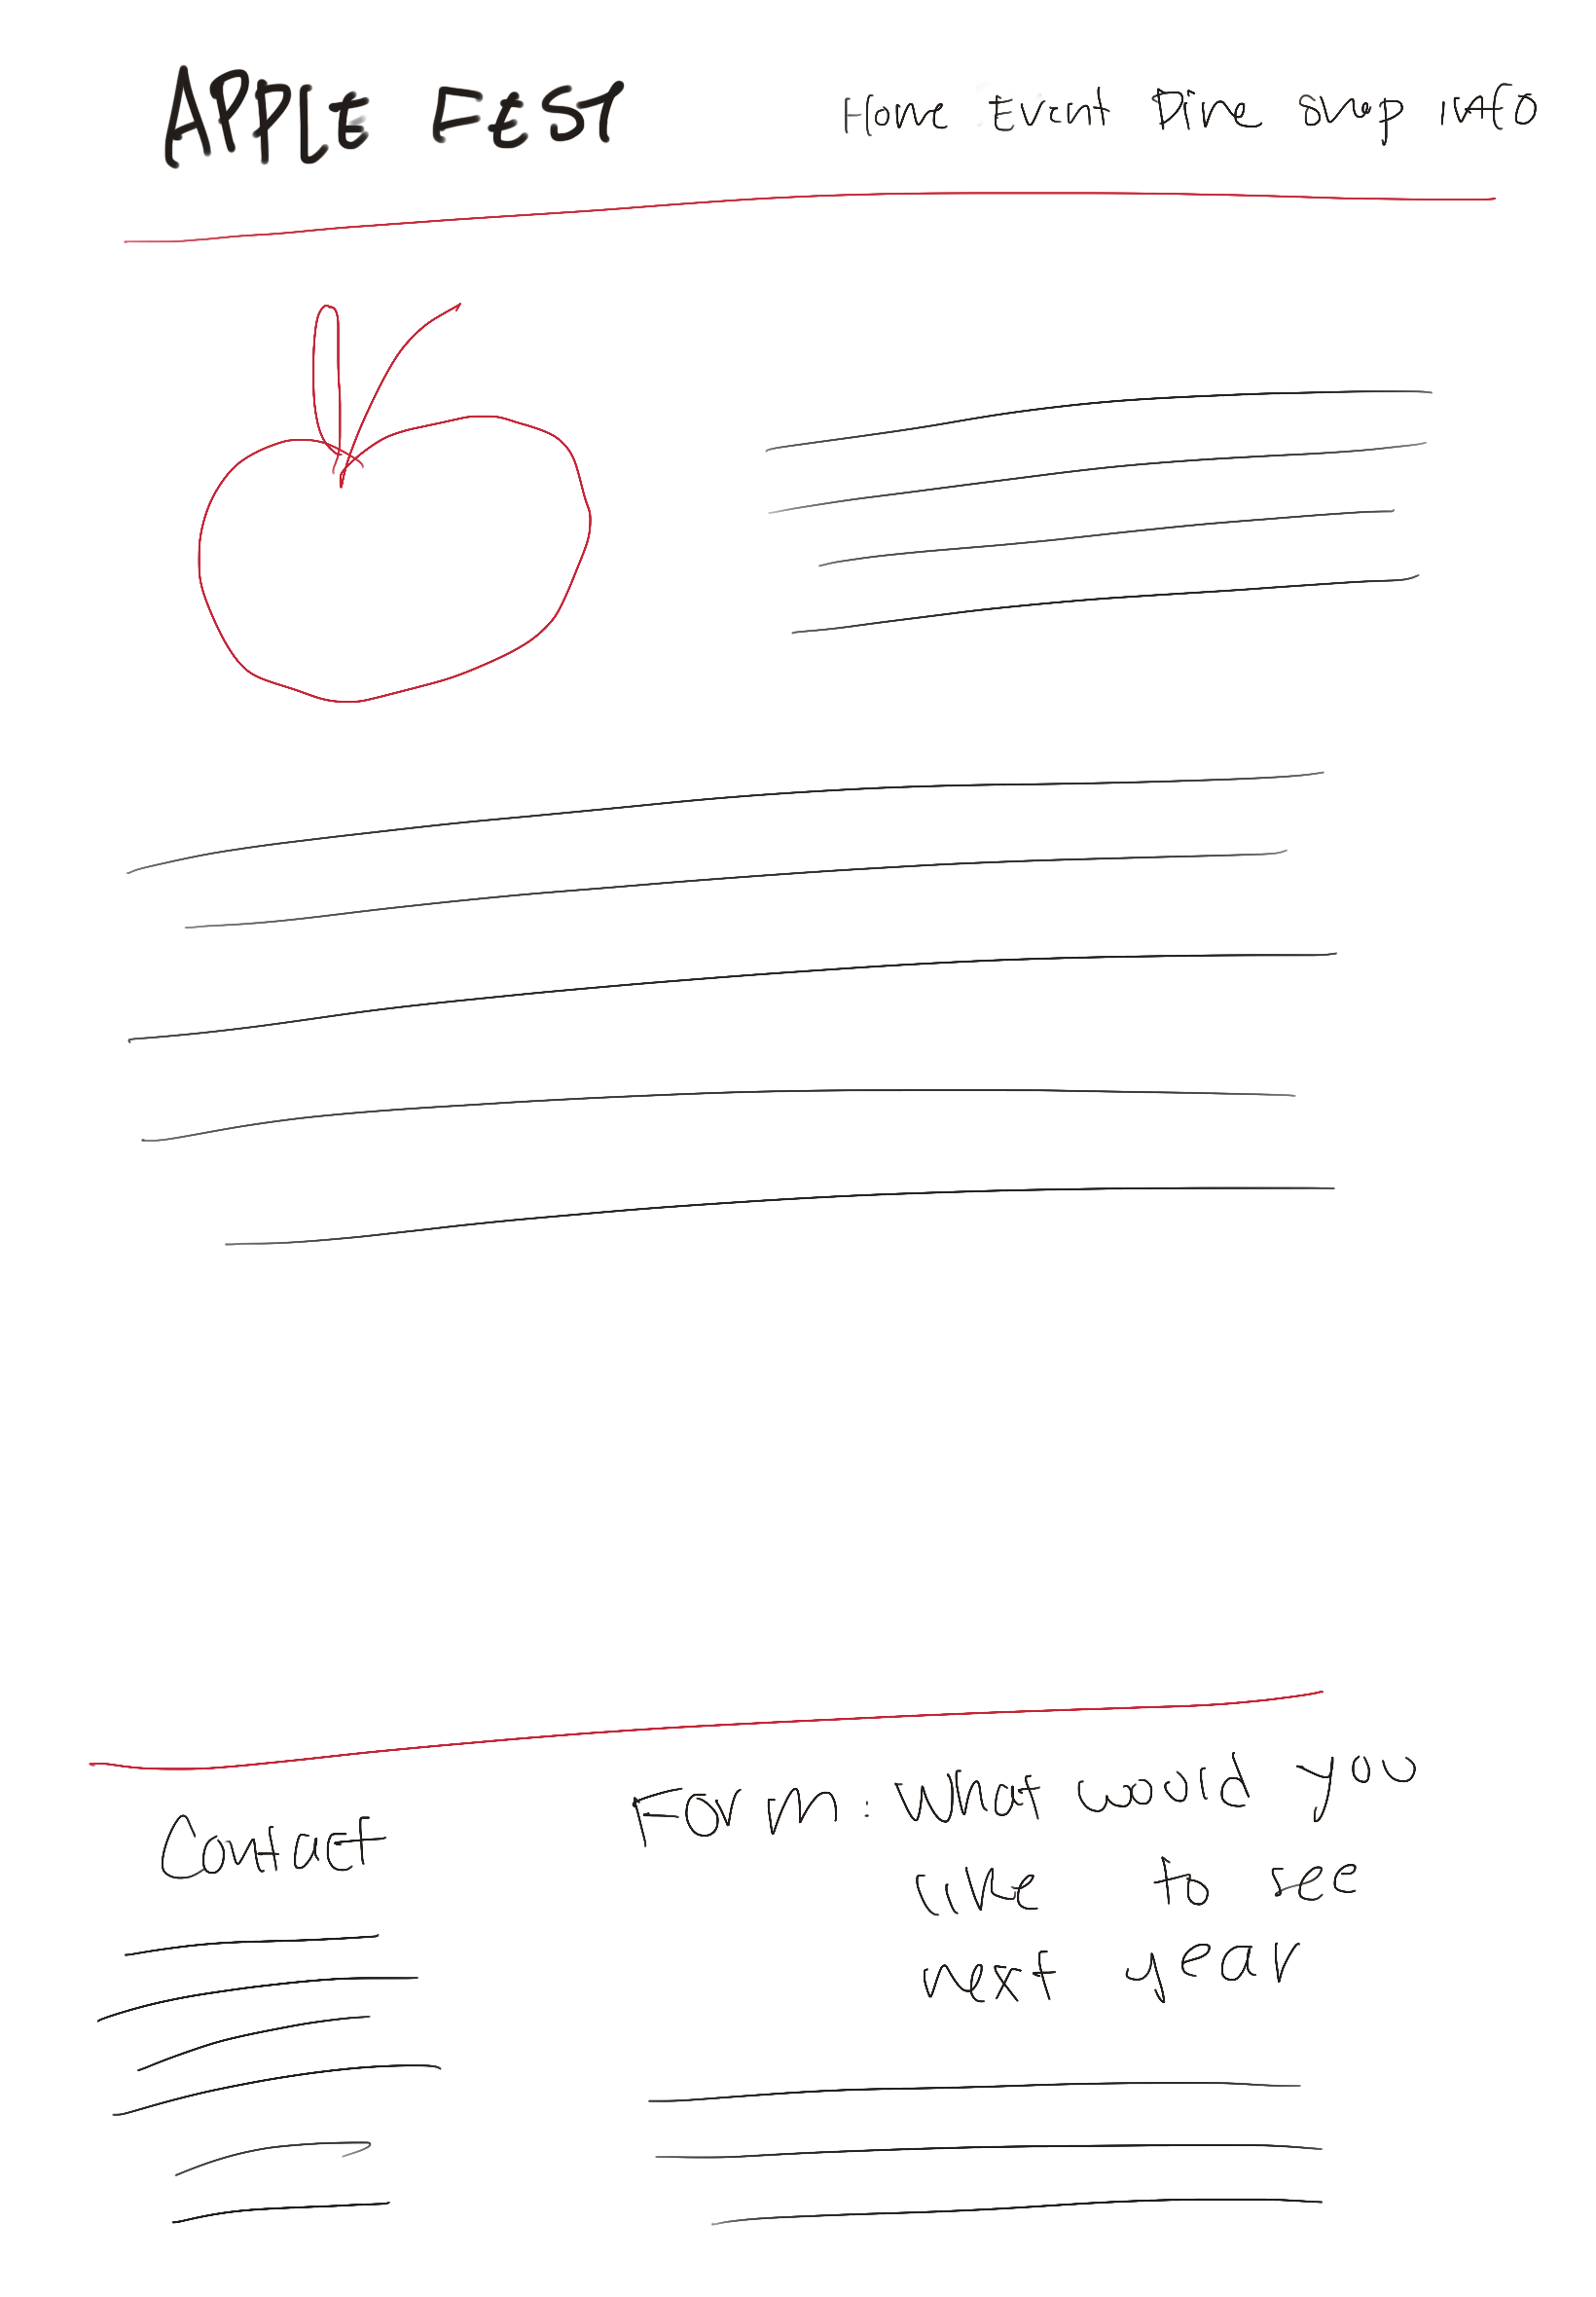 APPLE FEST
Home Event Dine Shop INFO
Contact
Form: What would you
like to see
next year